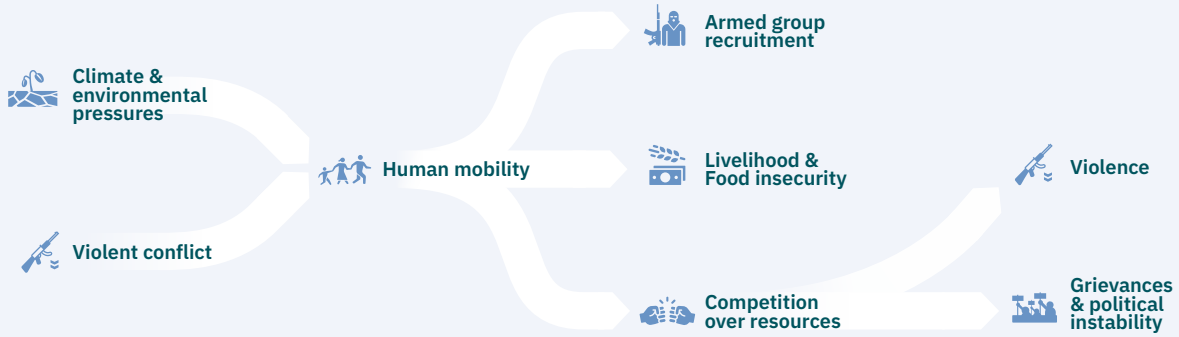 Climate &
environmental
pressures
Violent conflict
Human mobility
Armed group
recruitment
Livelihood &
Food insecurity
Competition
over resources
Violence
Grievances
& political
instability